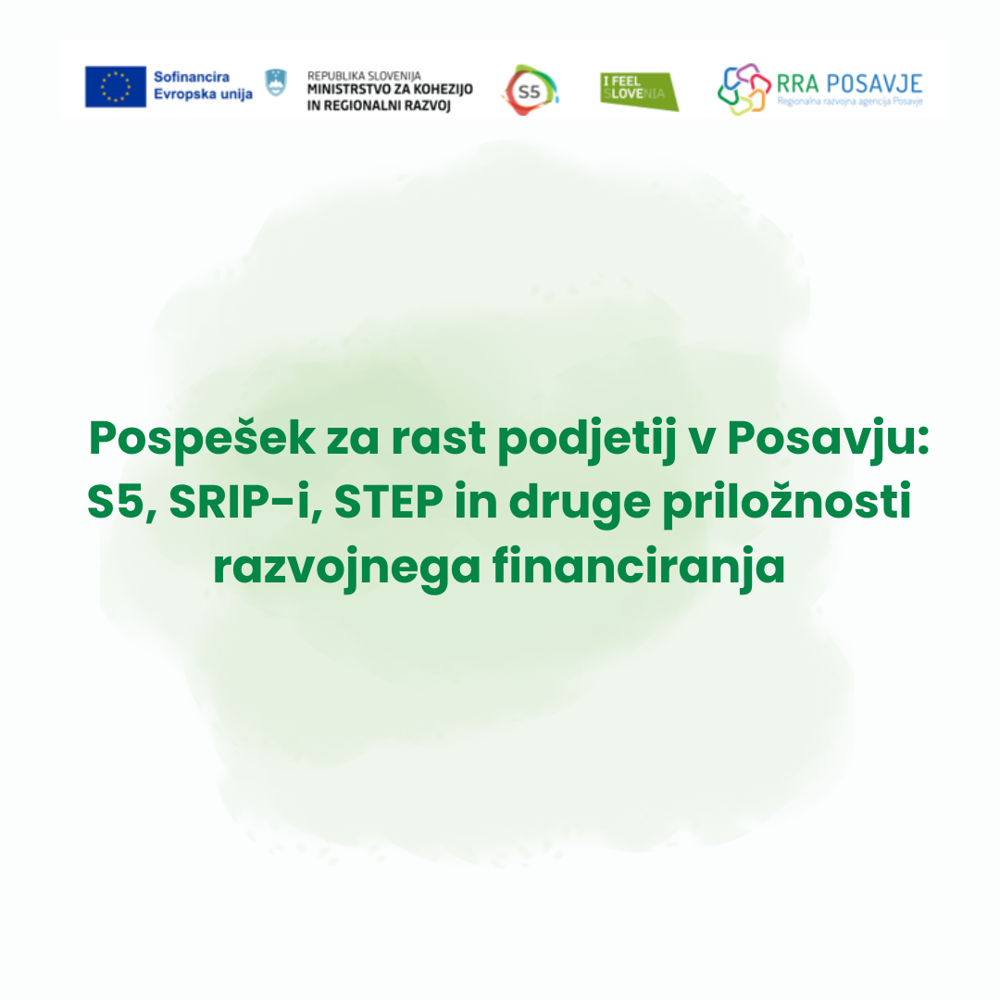 Sofinancira
Evropska unija
REPUBLIKA SLOVENIJA
MINISTRSTVO ZA KOHEZIJO
IN REGIONALNI RAZVOJ
S5
I FEEL
SLOVENIA
RRA POSAVJE
Regionalna razvojna agencija Posavje
Pospešek za rast podjetij v Posavju:
S5, SRIP-i, STEP in druge priložnosti
razvojnega financiranja